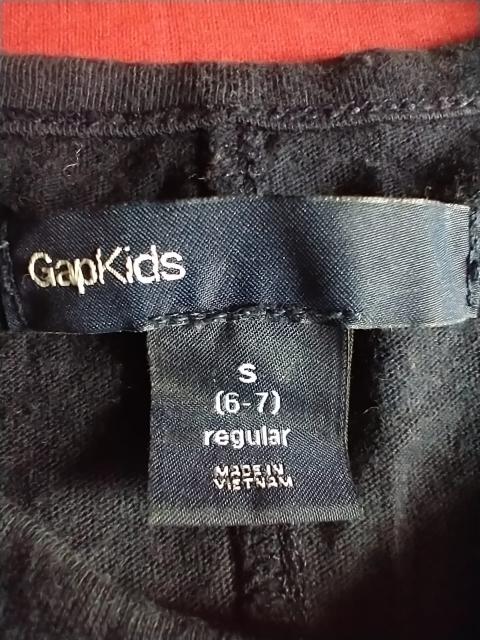 GapKids
S
(6-7)
regular
MADE IN
VIETNAM